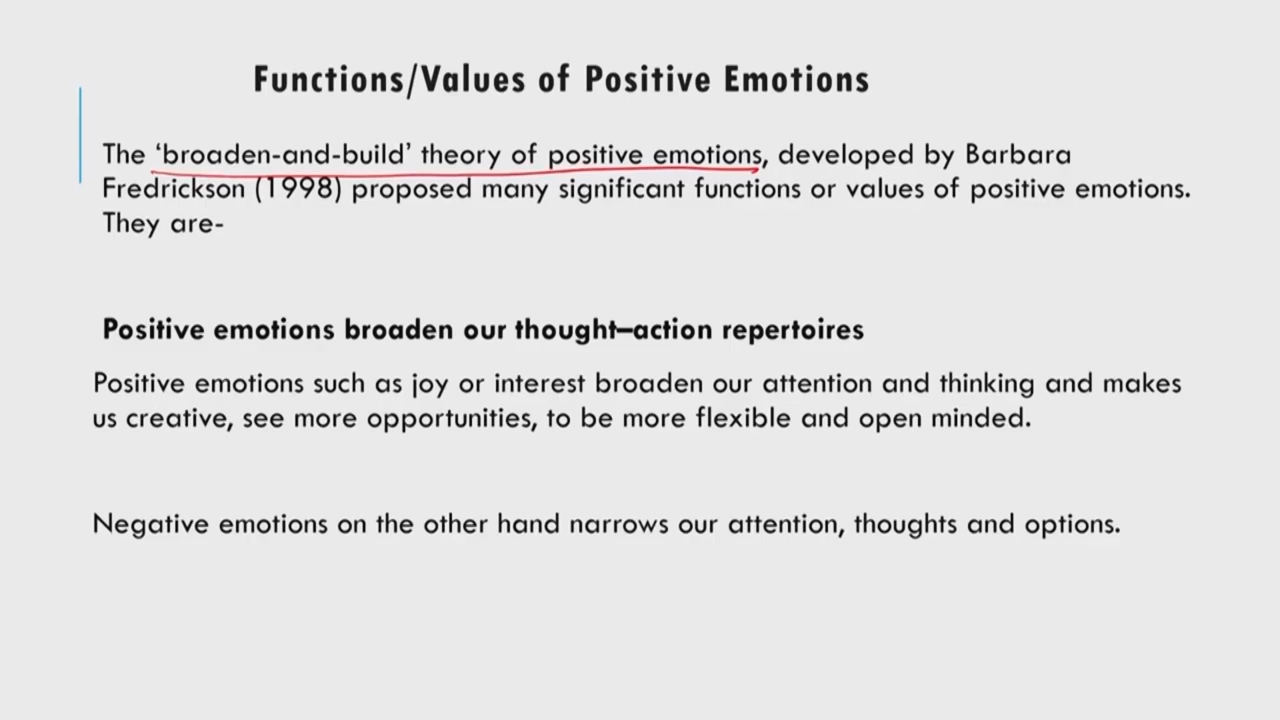 Functions/Values of Positive Emotions
The ‘broaden-and-build’ theory of positive emotions, developed by Barbara
Fredrickson (1998) proposed many significant functions or values of positive emotions.
They are-
Positive emotions broaden our thought–action repertoires
Positive emotions such as joy or interest broaden our attention and thinking and makes
us creative, see more opportunities, to be more flexible and open minded.
Negative emotions on the other hand narrows our attention, thoughts and options.